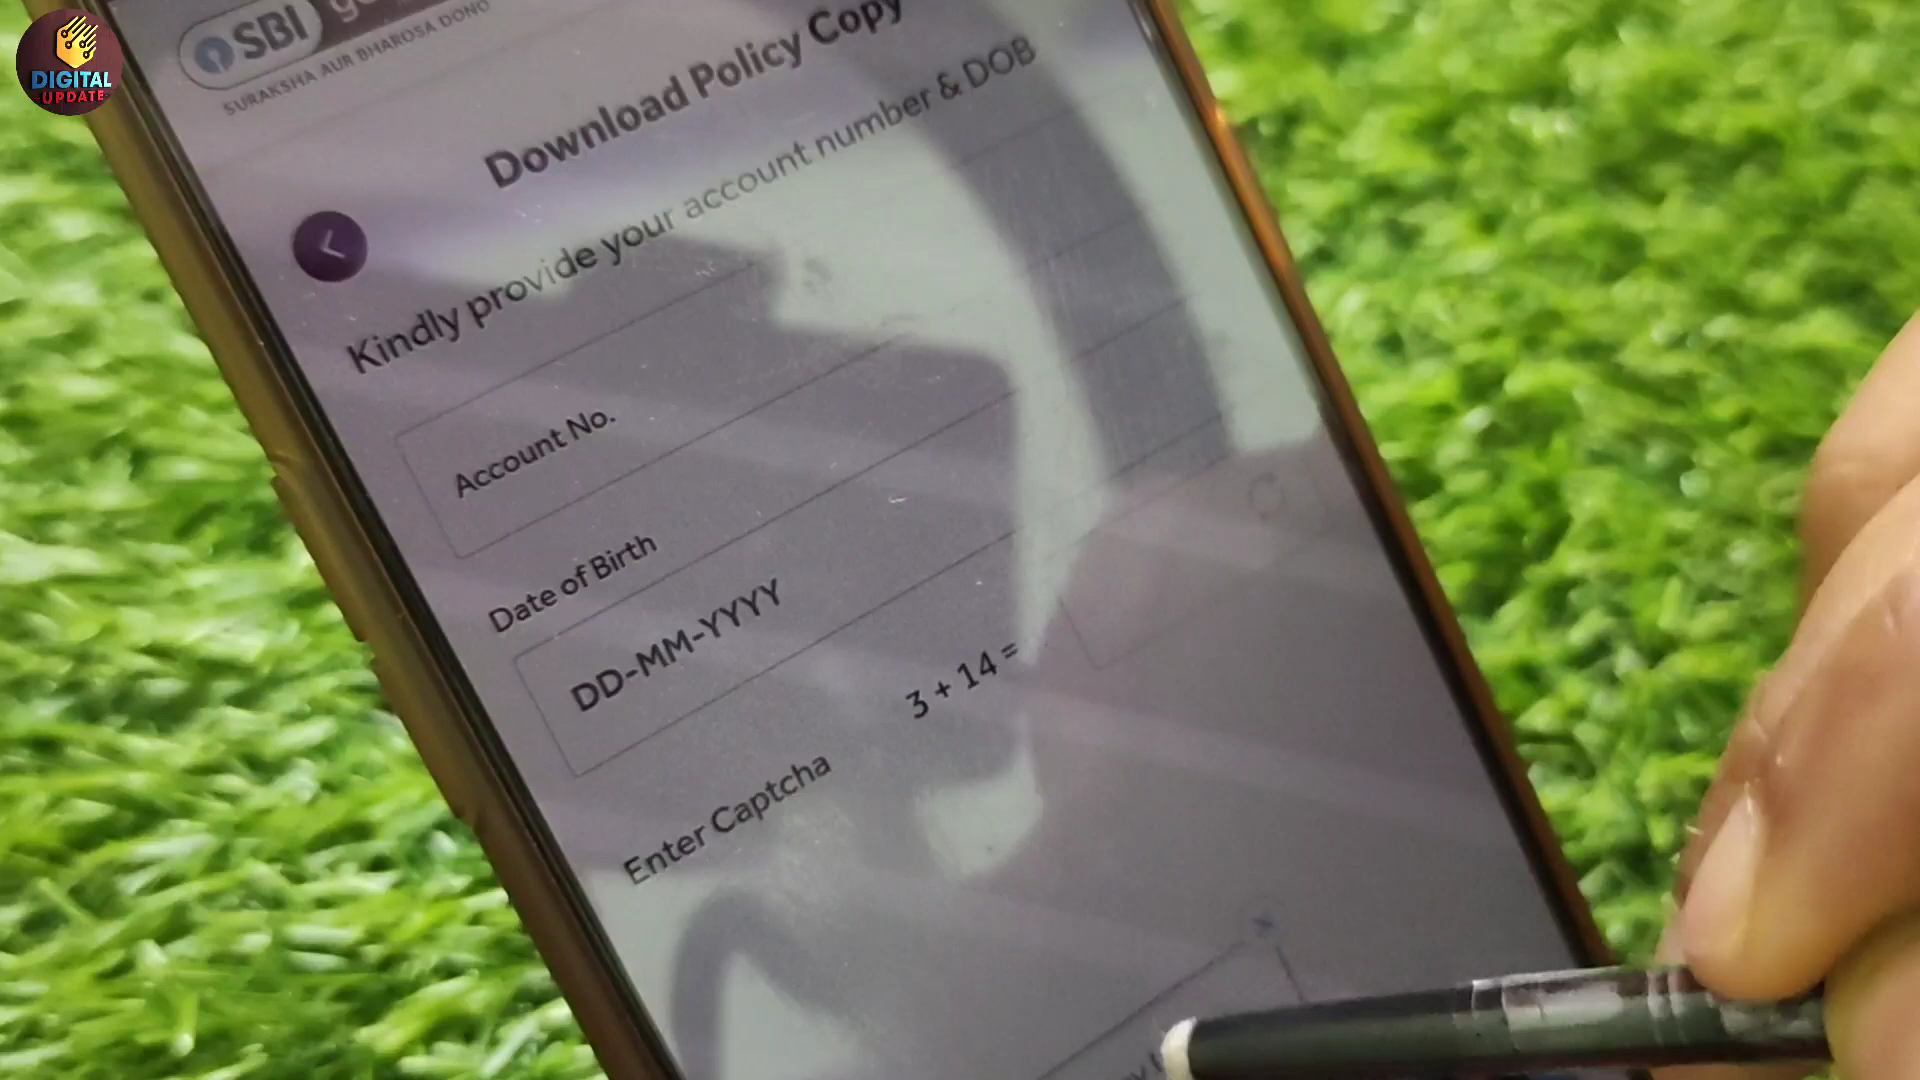 DIGITAL
UPDATE
SBI
SURAKSHA AUR BHAROSA DONO
Download Policy Copy
Kindly provide your account number & DOB
Account No.
Date of Birth
DD-MM-YYYY
3 + 14 =
Enter Captcha